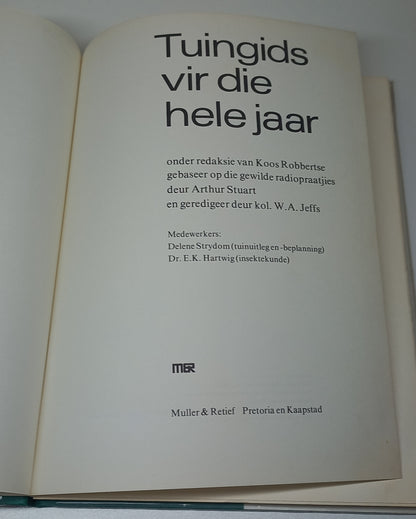 Tuingids
vir die
hele jaar
onder redaksie van Koos Robbertse
gebaseer op die gewilde radiopraatjies
deur Arthur Stuart
en geredigeer deur kol. W.A. Jeffs
Medewerkers:
Delene Strydom (tuinuitleg en -beplanning)
Dr. E.K. Hartwig (insektekunde)
M&R
Muller & Retief Pretoria en Kaapstad